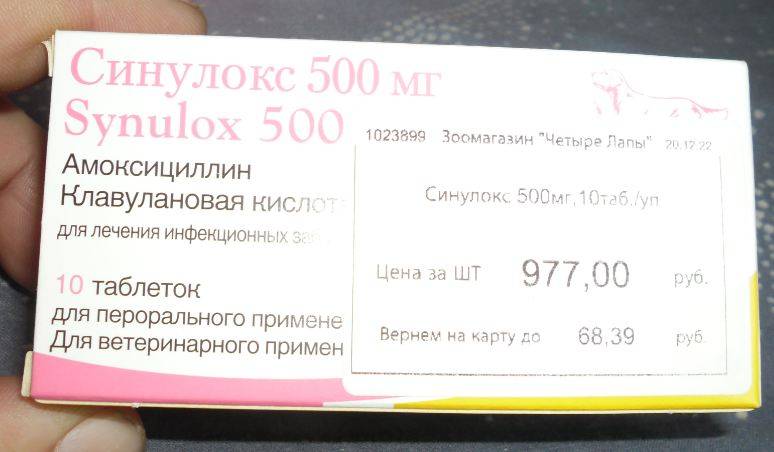 Синулокс 500 мг
Synulox 500
Амоксициллин
Клавулановая кислот
для лечения инфекционных за
10 таблеток
для перорального примене
Для ветеринарного примен
1023899 Зоомагазин "Четыре Лапы" 20.12.22
Синулокс 500мг,10таб./уп
Цена за ШТ 977,00 руб.
Вернем на карту до 68,39 руб.